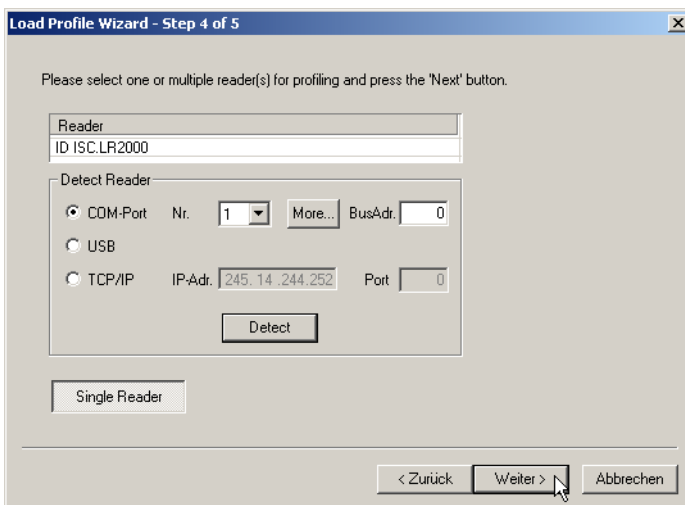 Load Profile Wizard - Step 4 of 5
Please select one or multiple reader(s) for profiling and press the 'Next' button.
Reader
ID ISC.LR2000
Detect Reader
COM-Port Nr. 1 More... BusAdr. 0
USB
TCP/IP IP-Adr. 245. 14 .244.252 Port 0
Detect
Single Reader
< Zurück Weiter > Abbrechen